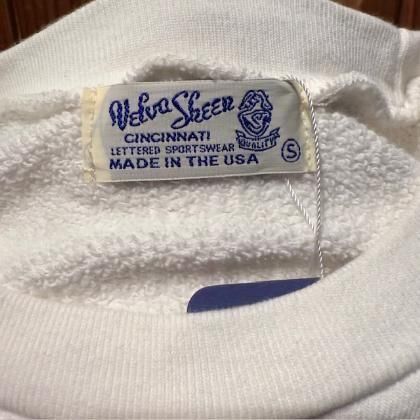 Velva Sheen
CINCINNATI
LETTERED SPORTSWEAR
MADE IN THE USA
QUALITY
S